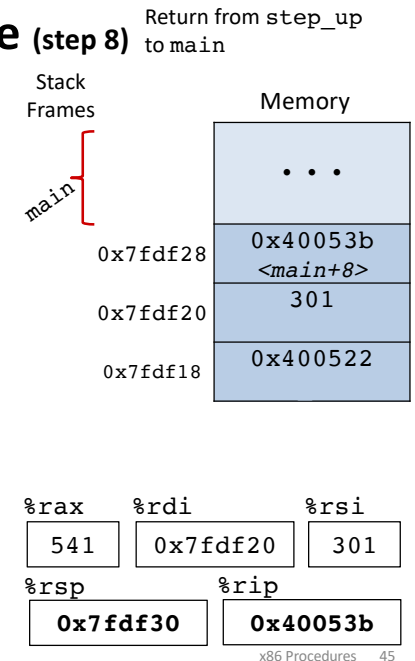 e (step 8)
Return from step_up
to main
Stack
Frames
Memory
main
• • •
0x7fdf28
0x40053b
<main+8>
0x7fdf20
301
0x7fdf18
0x400522
%rax %rdi %rsi
541 0x7fdf20 301
%rsp %rip
0x7fdf30 0x40053b
x86 Procedures 45